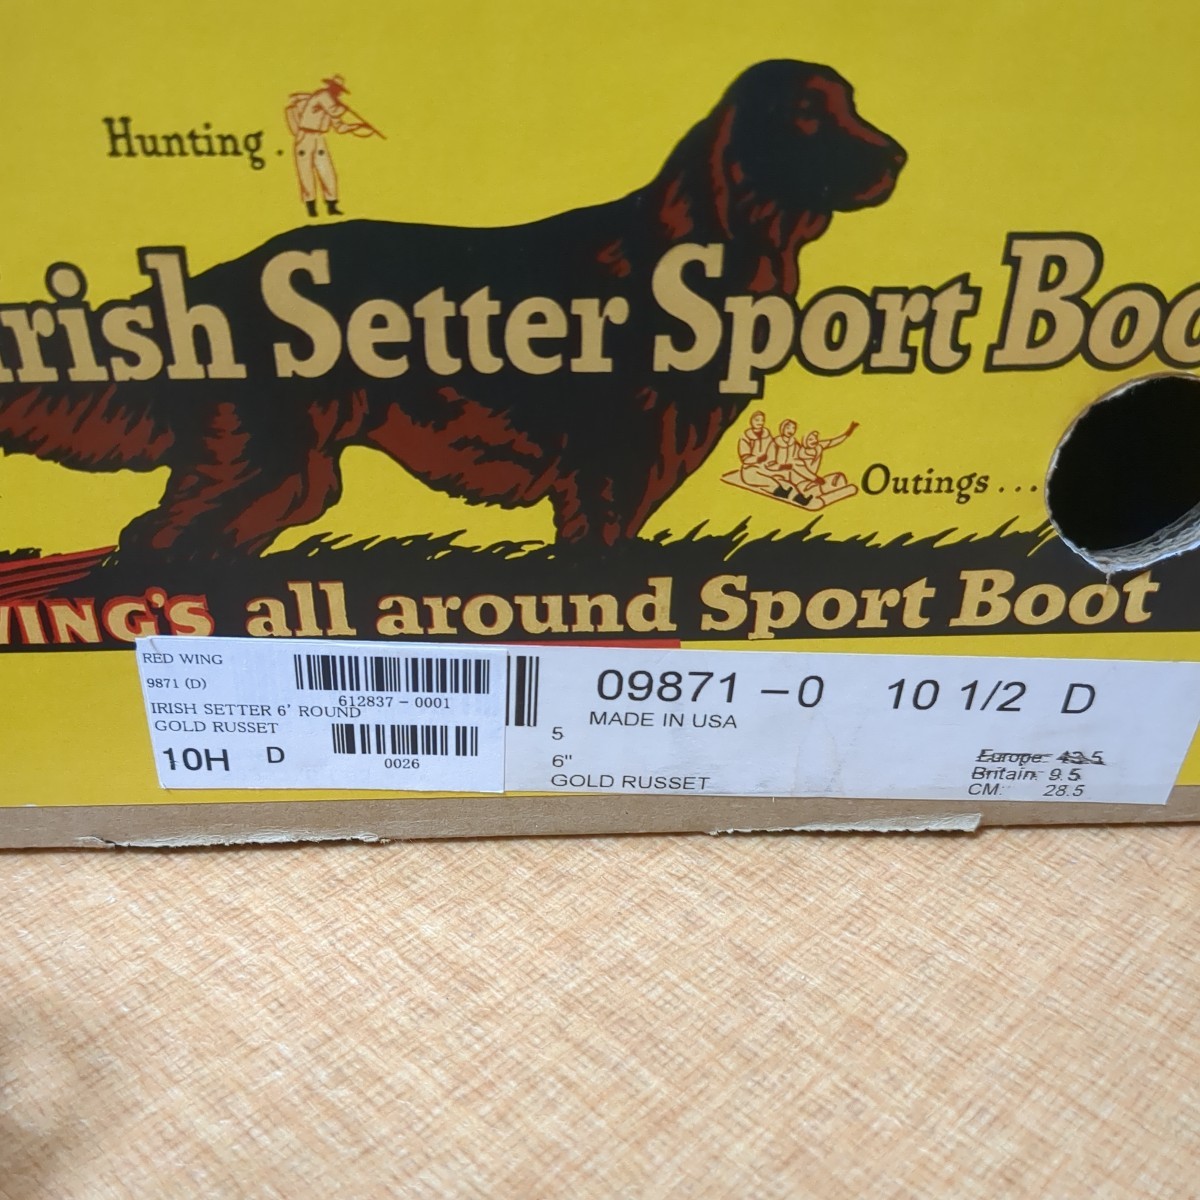 Hunting .
Irish Setter Sport Boo
Outings ...
WING'S all around Sport Boot
RED WING
9871 (D)
612837-0001
IRISH SETTER 6' ROUND
GOLD RUSSET
10H D
0026
09871-0 10 1/2 D
MADE IN USA
5
6"
GOLD RUSSET
Europe: 43.5
Britain: 9.5
CM: 28.5